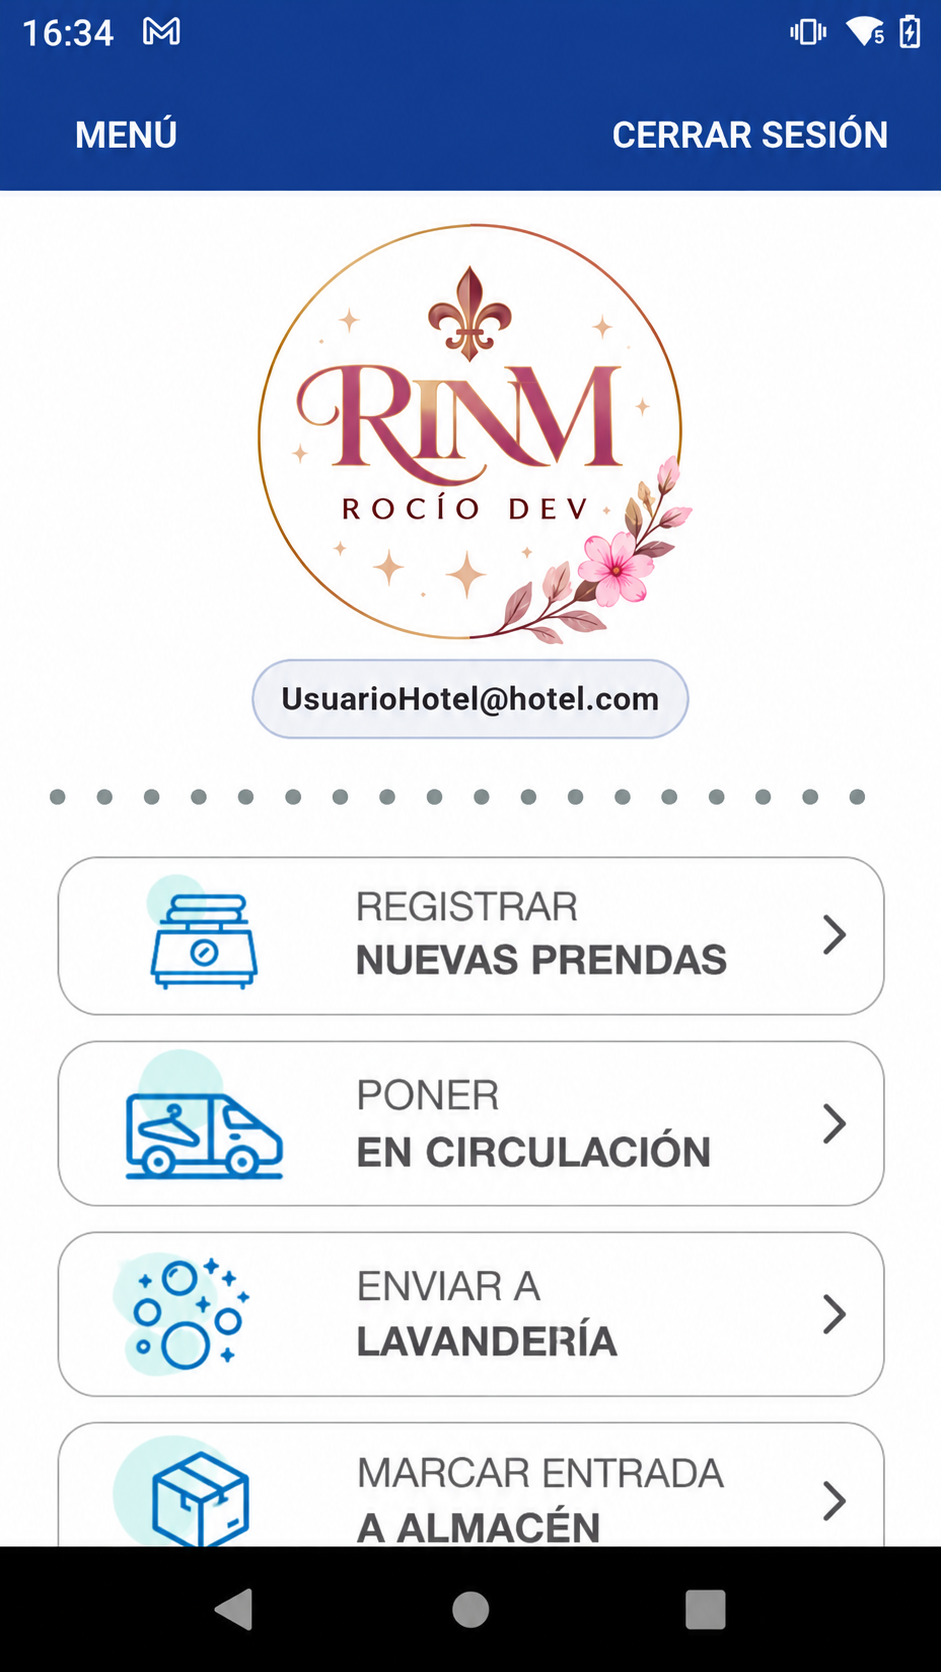 16:34
5
MENÚ
CERRAR SESIÓN
RINM
ROCÍO DEV
UsuarioHotel@hotel.com
REGISTRAR
NUEVAS PRENDAS
PONER
EN CIRCULACIÓN
ENVIAR A
LAVANDERÍA
MARCAR ENTRADA
A ALMACÉN